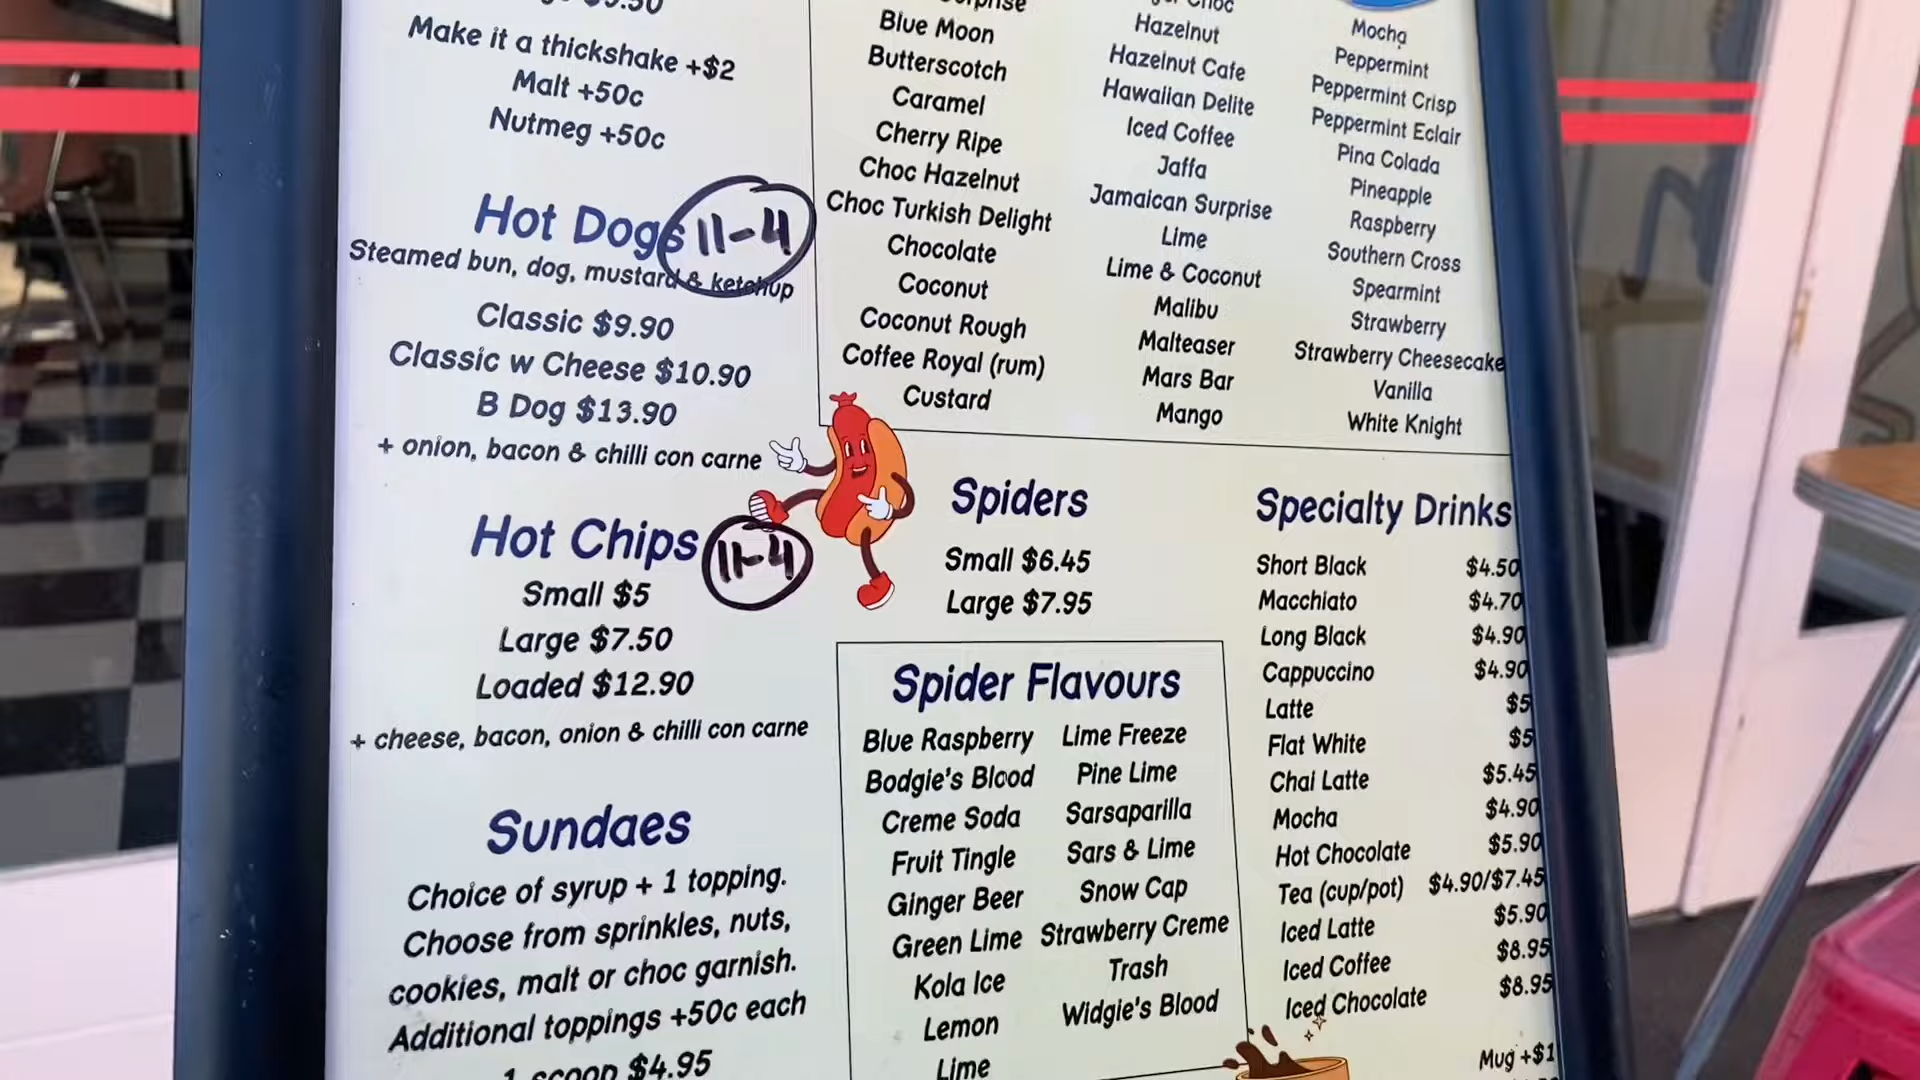 $9.50
Make it a thickshake +$2
Malt +50c
Nutmeg +50c
Hot Dogs 11-4
Steamed bun, dog, mustard & ketchup
Classic $9.90
Classic w Cheese $10.90
B Dog $13.90
+ onion, bacon & chilli con carne
Hot Chips 11-4
Small $5
Large $7.50
Loaded $12.90
+ cheese, bacon, onion & chilli con carne
Sundaes
Choice of syrup + 1 topping.
Choose from sprinkles, nuts,
cookies, malt or choc garnish.
Additional toppings +50c each
1 scoop $4.95
Blue Moon
Butterscotch
Caramel
Cherry Ripe
Choc Hazelnut
Choc Turkish Delight
Chocolate
Coconut
Coconut Rough
Coffee Royal (rum)
Custard
Choc
Hazelnut
Hazelnut Cafe
Hawaiian Delite
Iced Coffee
Jaffa
Jamaican Surprise
Lime
Lime & Coconut
Malibu
Malteaser
Mars Bar
Mango
Mocha
Peppermint
Peppermint Crisp
Peppermint Eclair
Pina Colada
Pineapple
Raspberry
Southern Cross
Spearmint
Strawberry
Strawberry Cheesecake
Vanilla
White Knight
Spiders
Small $6.45
Large $7.95
Spider Flavours
Blue Raspberry
Bodgie's Blood
Creme Soda
Fruit Tingle
Ginger Beer
Green Lime
Kola Ice
Lemon
Lime
Lime Freeze
Pine Lime
Sarsaparilla
Sars & Lime
Snow Cap
Strawberry Creme
Trash
Widgie's Blood
Specialty Drinks
Short Black $4.50
Macchiato $4.70
Long Black $4.90
Cappuccino $4.90
Latte $5
Flat White $5
Chai Latte $5.45
Mocha $4.90
Hot Chocolate $5.90
Tea (cup/pot) $4.90/$7.45
Iced Latte $5.90
Iced Coffee $8.95
Iced Chocolate $8.95
Mug +$1